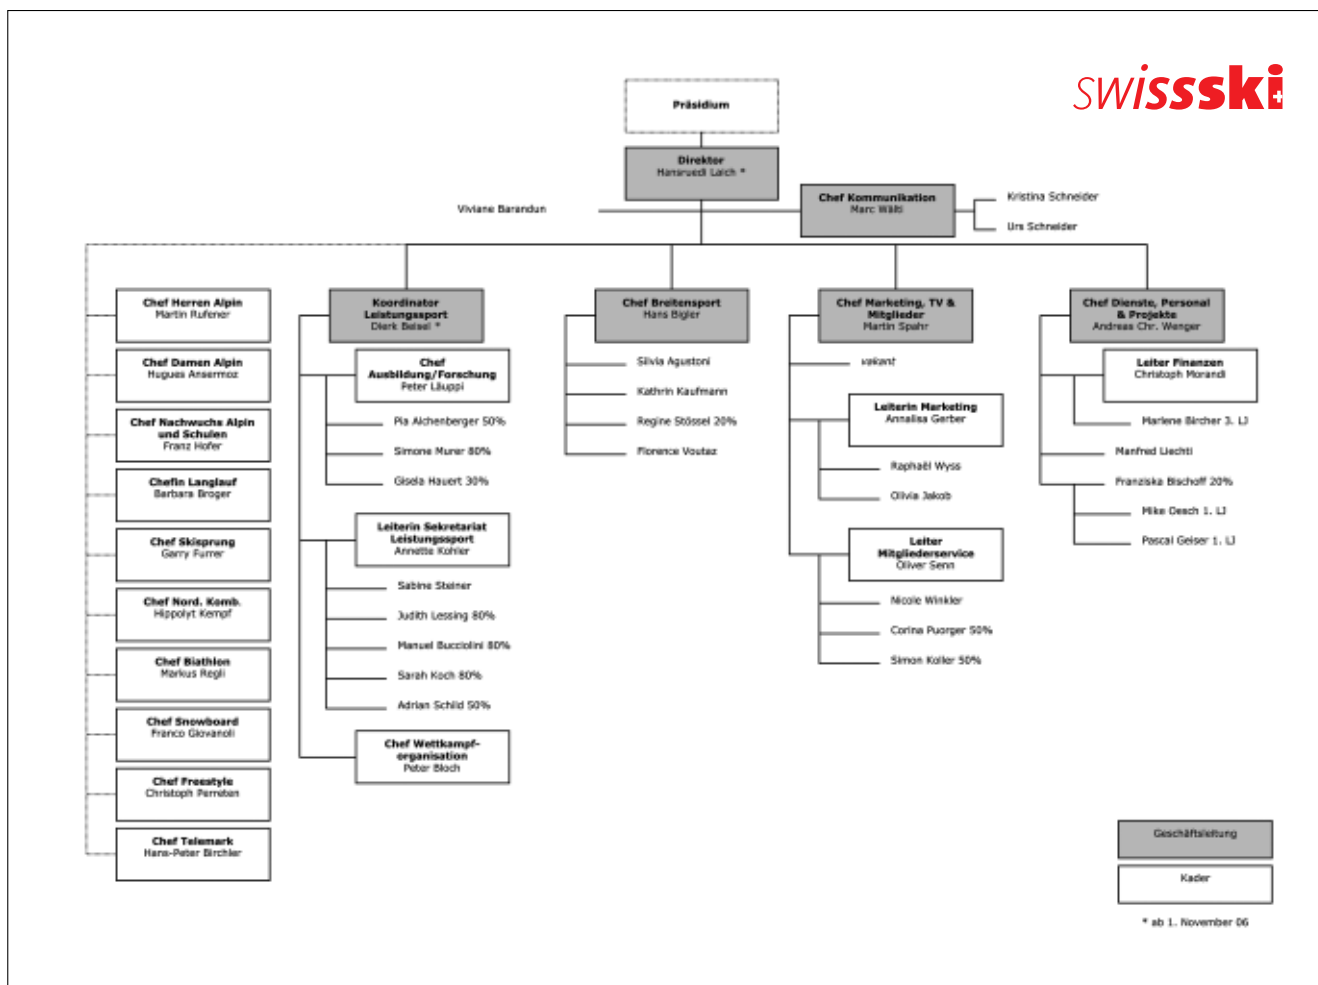 swissski
Präsidium
Direktor
Hansruedi Laich *
Chef Kommunikation
Marc Wälti
Kristina Schneider
Urs Schneider
Viviane Barandun
Chef Herren Alpin
Martin Rufener
Chef Damen Alpin
Hugues Ansermoz
Chef Nachwuchs Alpin
und Schulen
Franz Hofer
Chefin Langlauf
Barbara Broger
Chef Skisprung
Garry Furrer
Chef Nord. Komb.
Hippolyt Kempf
Chef Biathlon
Markus Regli
Chef Snowboard
Franco Giovanoli
Chef Freestyle
Christoph Perreten
Chef Telemark
Hans-Peter Birchler
Koordinator
Leistungssport
Dierk Beisel *
Chef
Ausbildung/Forschung
Peter Läuppi
Pia Alchenberger 50%
Simone Murer 80%
Gisela Hauert 30%
Leiterin Sekretariat
Leistungssport
Annette Kohler
Sabine Steiner
Judith Lessing 80%
Manuel Bucciolini 80%
Sarah Koch 80%
Adrian Schild 50%
Chef Wettkampf-
organisation
Peter Bloch
Chef Breitensport
Hans Bigler
Silvia Agustoni
Kathrin Kaufmann
Regine Stössel 20%
Florence Voutaz
Chef Marketing, TV &
Mitglieder
Martin Spahr
vakant
Leiterin Marketing
Annalisa Gerber
Raphaël Wyss
Olivia Jakob
Leiter
Mitgliederservice
Oliver Senn
Nicole Winkler
Corina Puorger 50%
Simon Koller 50%
Chef Dienste, Personal
& Projekte
Andreas Chr. Wenger
Leiter Finanzen
Christoph Morandi
Marlene Bircher 3. LJ
Manfred Liechti
Franziska Bischoff 20%
Mike Oesch 1. LJ
Pascal Geiser 1. LJ
Geschäftsleitung
Kader
* ab 1. November 06